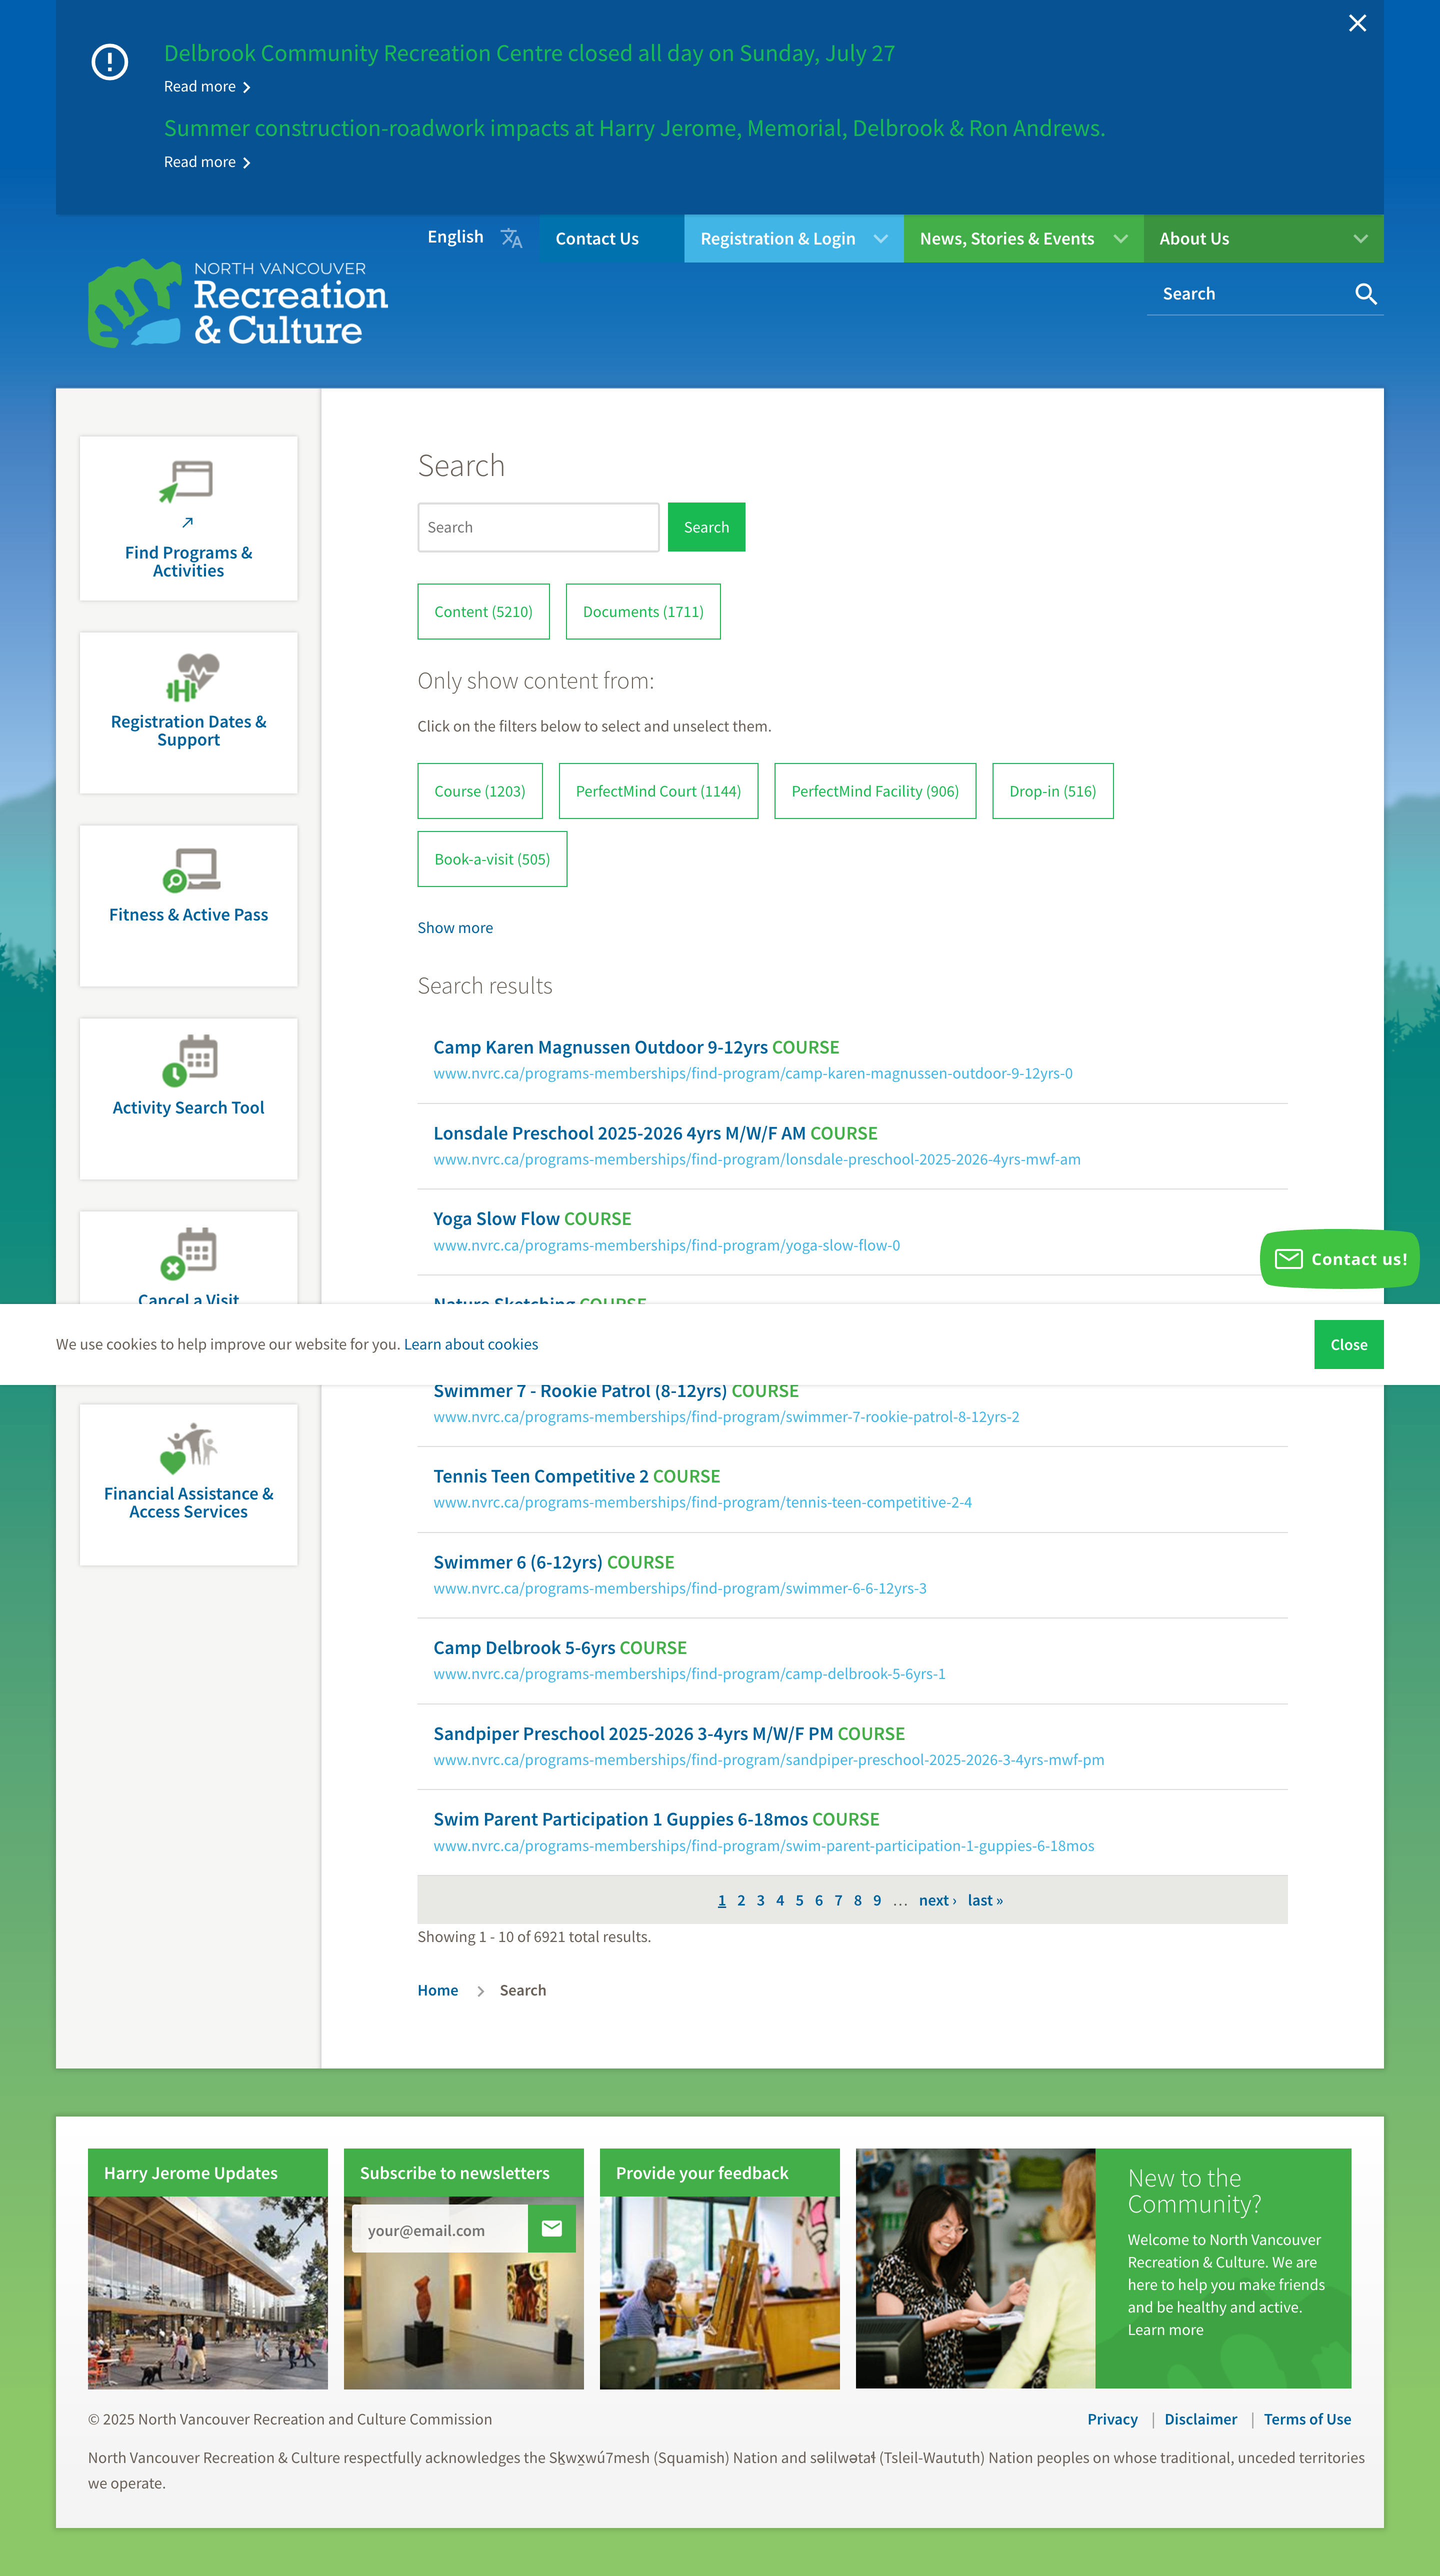 Delbrook Community Recreation Centre closed all day on Sunday, July 27
Read more
Summer construction-roadwork impacts at Harry Jerome, Memorial, Delbrook & Ron Andrews.
Read more
English
Contact Us
Registration & Login
News, Stories & Events
About Us
NORTH VANCOUVER
Recreation
& Culture
Search
Find Programs &
Activities
Registration Dates &
Support
Fitness & Active Pass
Activity Search Tool
Cancel a Visit
Financial Assistance &
Access Services
Search
Search
Search
Content (5210)
Documents (1711)
Only show content from:
Click on the filters below to select and unselect them.
Course (1203)
PerfectMind Court (1144)
PerfectMind Facility (906)
Drop-in (516)
Book-a-visit (505)
Show more
Search results
Camp Karen Magnussen Outdoor 9-12yrs COURSE
www.nvrc.ca/programs-memberships/find-program/camp-karen-magnussen-outdoor-9-12yrs-0
Lonsdale Preschool 2025-2026 4yrs M/W/F AM COURSE
www.nvrc.ca/programs-memberships/find-program/lonsdale-preschool-2025-2026-4yrs-mwf-am
Yoga Slow Flow COURSE
www.nvrc.ca/programs-memberships/find-program/yoga-slow-flow-0
Contact us!
Nature Sketching COURSE
We use cookies to help improve our website for you. Learn about cookies
Close
Swimmer 7 - Rookie Patrol (8-12yrs) COURSE
www.nvrc.ca/programs-memberships/find-program/swimmer-7-rookie-patrol-8-12yrs-2
Tennis Teen Competitive 2 COURSE
www.nvrc.ca/programs-memberships/find-program/tennis-teen-competitive-2-4
Swimmer 6 (6-12yrs) COURSE
www.nvrc.ca/programs-memberships/find-program/swimmer-6-6-12yrs-3
Camp Delbrook 5-6yrs COURSE
www.nvrc.ca/programs-memberships/find-program/camp-delbrook-5-6yrs-1
Sandpiper Preschool 2025-2026 3-4yrs M/W/F PM COURSE
www.nvrc.ca/programs-memberships/find-program/sandpiper-preschool-2025-2026-3-4yrs-mwf-pm
Swim Parent Participation 1 Guppies 6-18mos COURSE
www.nvrc.ca/programs-memberships/find-program/swim-parent-participation-1-guppies-6-18mos
1 2 3 4 5 6 7 8 9 … next › last »
Showing 1 - 10 of 6921 total results.
Home
Search
Harry Jerome Updates
Subscribe to newsletters
your@email.com
Provide your feedback
New to the
Community?
Welcome to North Vancouver
Recreation & Culture. We are
here to help you make friends
and be healthy and active.
Learn more
© 2025 North Vancouver Recreation and Culture Commission
Privacy | Disclaimer | Terms of Use
North Vancouver Recreation & Culture respectfully acknowledges the Sḵwx̱wú7mesh (Squamish) Nation and səlilwətaɬ (Tsleil-Waututh) Nation peoples on whose traditional, unceded territories
we operate.